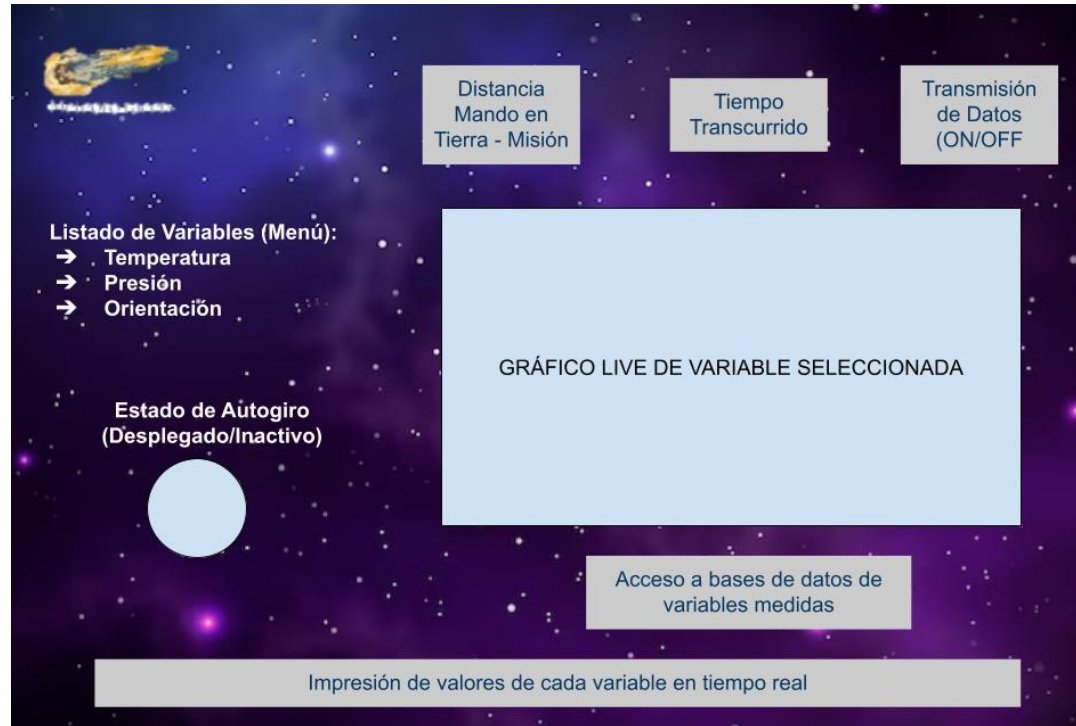 Distancia
Mando en
Tierra - Misión
Tiempo
Transcurrido
Transmisión
de Datos
(ON/OFF
Listado de Variables (Menú):
➔ Temperatura
➔ Presión
➔ Orientación
GRÁFICO LIVE DE VARIABLE SELECCIONADA
Estado de Autogiro
(Desplegado/Inactivo)
Acceso a bases de datos de
variables medidas
Impresión de valores de cada variable en tiempo real